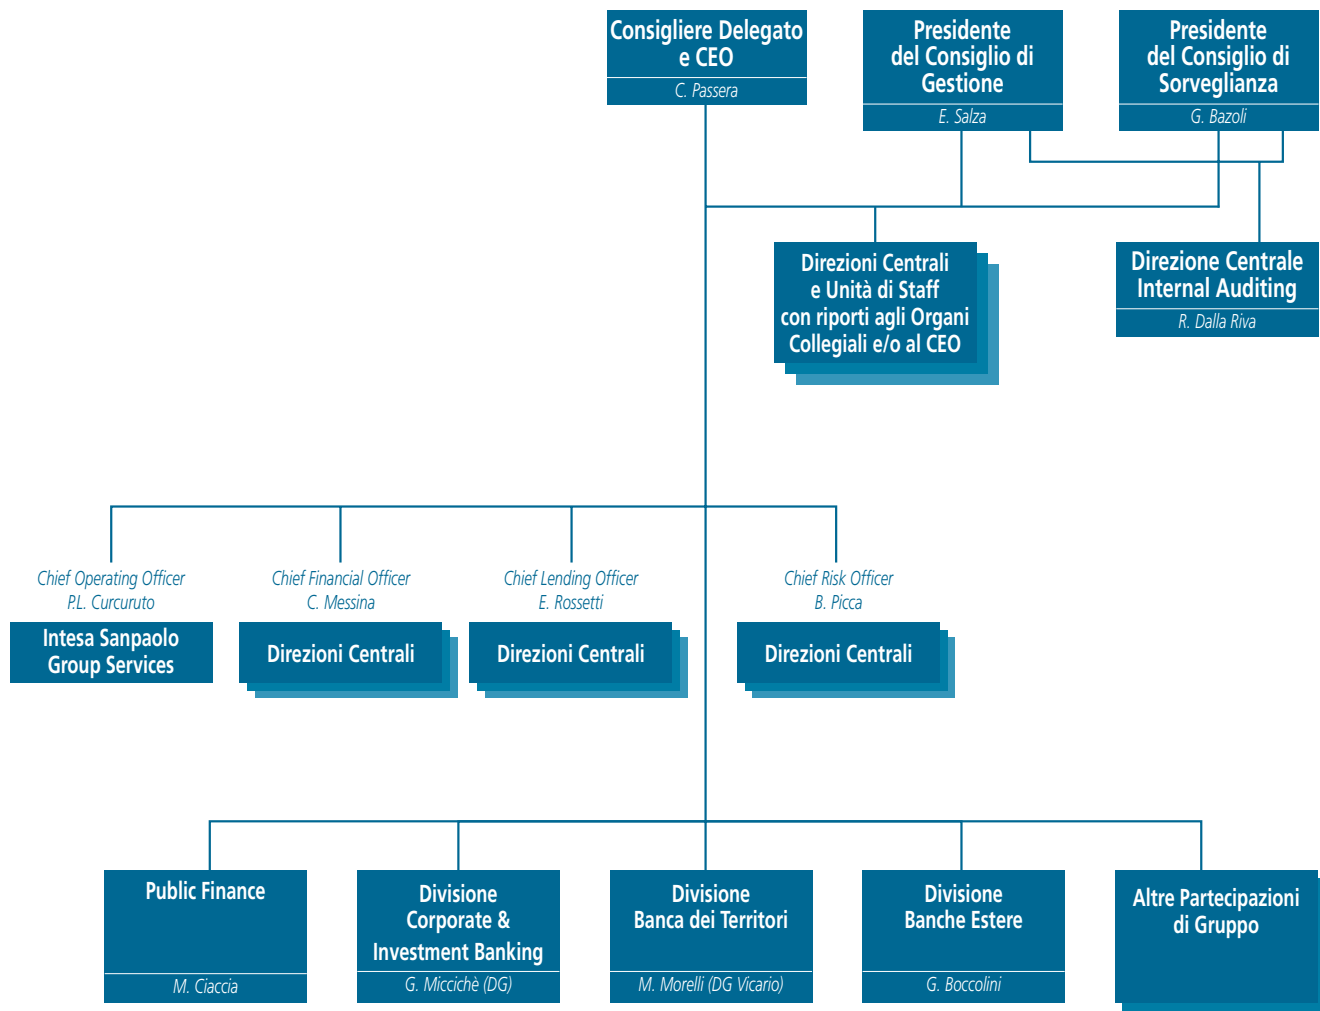 Consigliere Delegato
e CEO
C. Passera
Presidente
del Consiglio di
Gestione
E. Salza
Presidente
del Consiglio di
Sorveglianza
G. Bazoli
Direzioni Centrali
e Unità di Staff
con riporti agli Organi
Collegiali e/o al CEO
Direzione Centrale
Internal Auditing
R. Dalla Riva
Chief Operating Officer
P.L. Curcuruto
Intesa Sanpaolo
Group Services
Chief Financial Officer
C. Messina
Direzioni Centrali
Chief Lending Officer
E. Rossetti
Direzioni Centrali
Chief Risk Officer
B. Picca
Direzioni Centrali
Public Finance
M. Ciaccia
Divisione
Corporate &
Investment Banking
G. Miccichè (DG)
Divisione
Banca dei Territori
M. Morelli (DG Vicario)
Divisione
Banche Estere
G. Boccolini
Altre Partecipazioni
di Gruppo